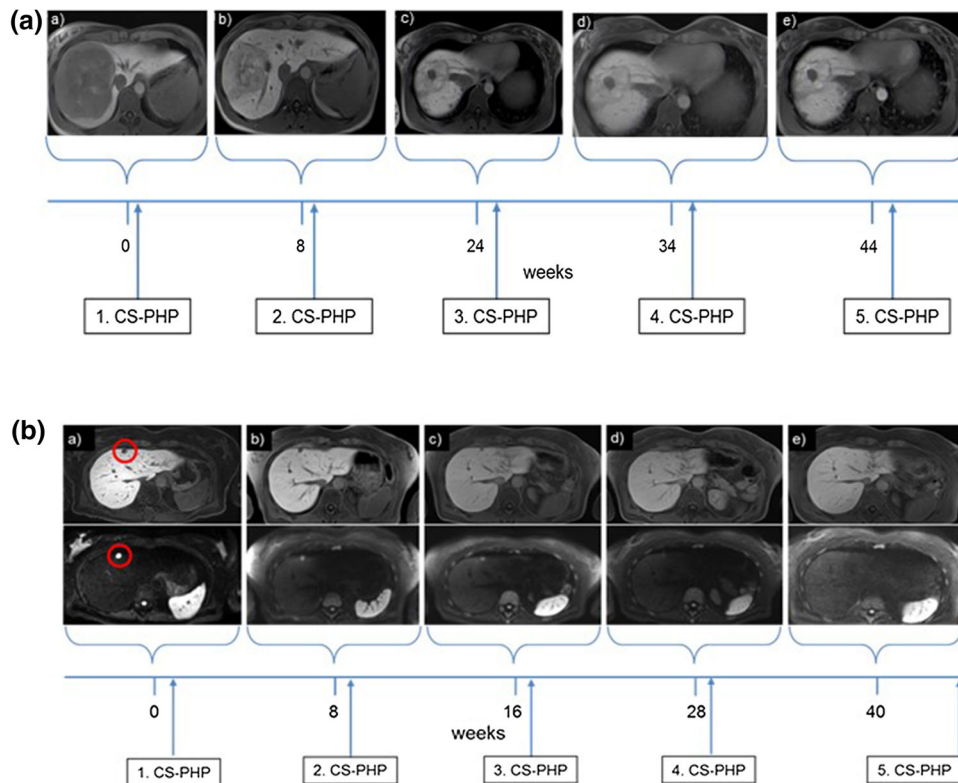 (a)
a) b) c) d) e)
0 8 24 34 44
weeks
1. CS-PHP 2. CS-PHP 3. CS-PHP 4. CS-PHP 5. CS-PHP
(b)
a) b) c) d) e)
0 8 16 28 40
weeks
1. CS-PHP 2. CS-PHP 3. CS-PHP 4. CS-PHP 5. CS-PHP